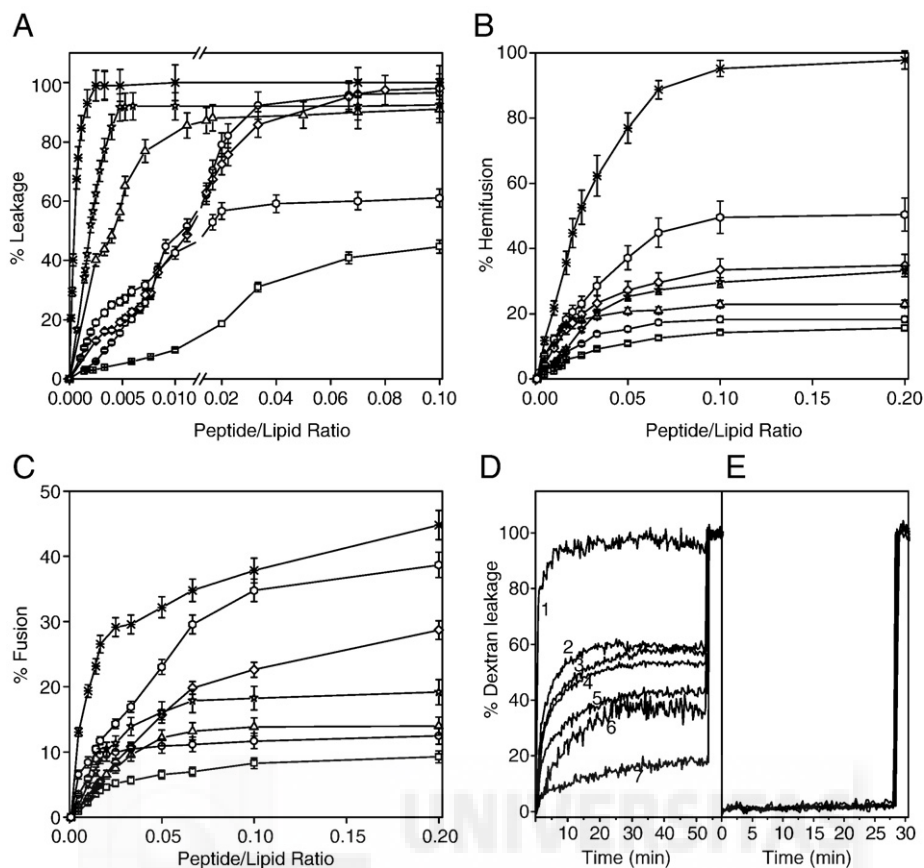 A
% Leakage
100
80
60
40
20
0
0.000 0.005 0.010 0.02 0.04 0.06 0.08 0.10
Peptide/Lipid Ratio
B
% Hemifusion
100
80
60
40
20
0
0.00 0.05 0.10 0.15 0.20
Peptide/Lipid Ratio
C
% Fusion
50
40
30
20
10
0
0.00 0.05 0.10 0.15 0.20
Peptide/Lipid Ratio
D
% Dextran leakage
100
80
60
40
20
0
1
2
3
4
5
6
7
10 20 30 40 50
Time (min)
E
0 5 10 15 20 25 30
Time (min)
UNIVERSITAS